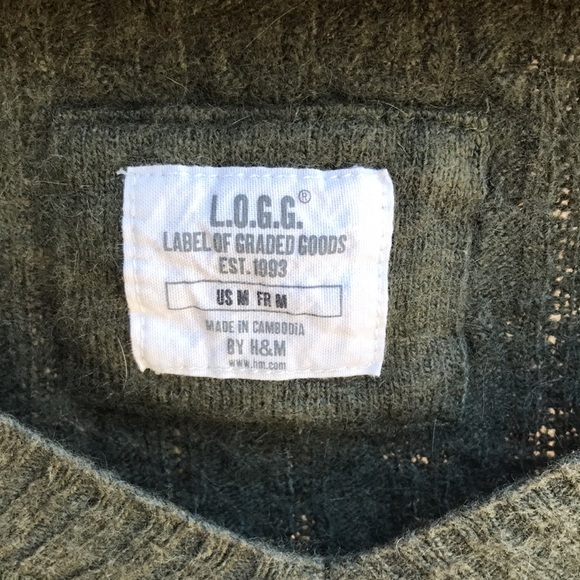 L.O.G.G.®
LABEL OF GRADED GOODS
EST. 1993
US M FR M
MADE IN CAMBODIA
BY H&M
www.hm.com